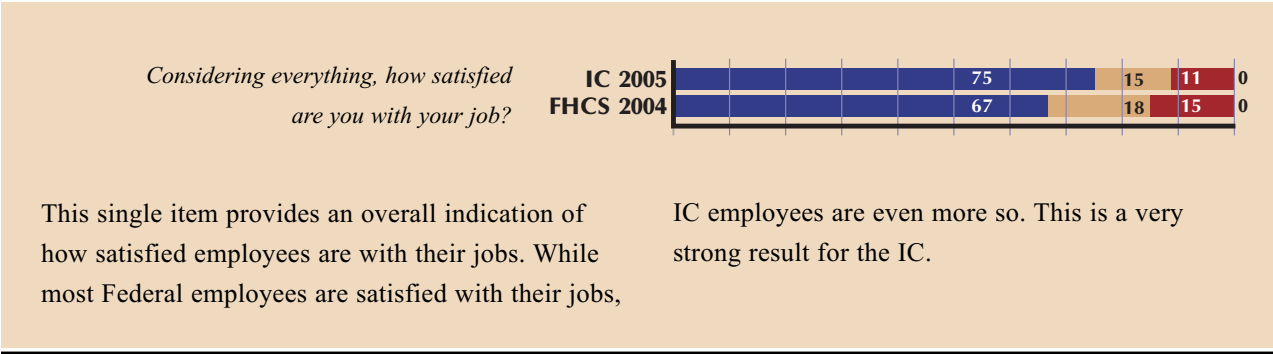 Considering everything, how satisfied
are you with your job?
IC 2005 75 15 11 0
FHCS 2004 67 18 15 0
This single item provides an overall indication of
how satisfied employees are with their jobs. While
most Federal employees are satisfied with their jobs,
IC employees are even more so. This is a very
strong result for the IC.